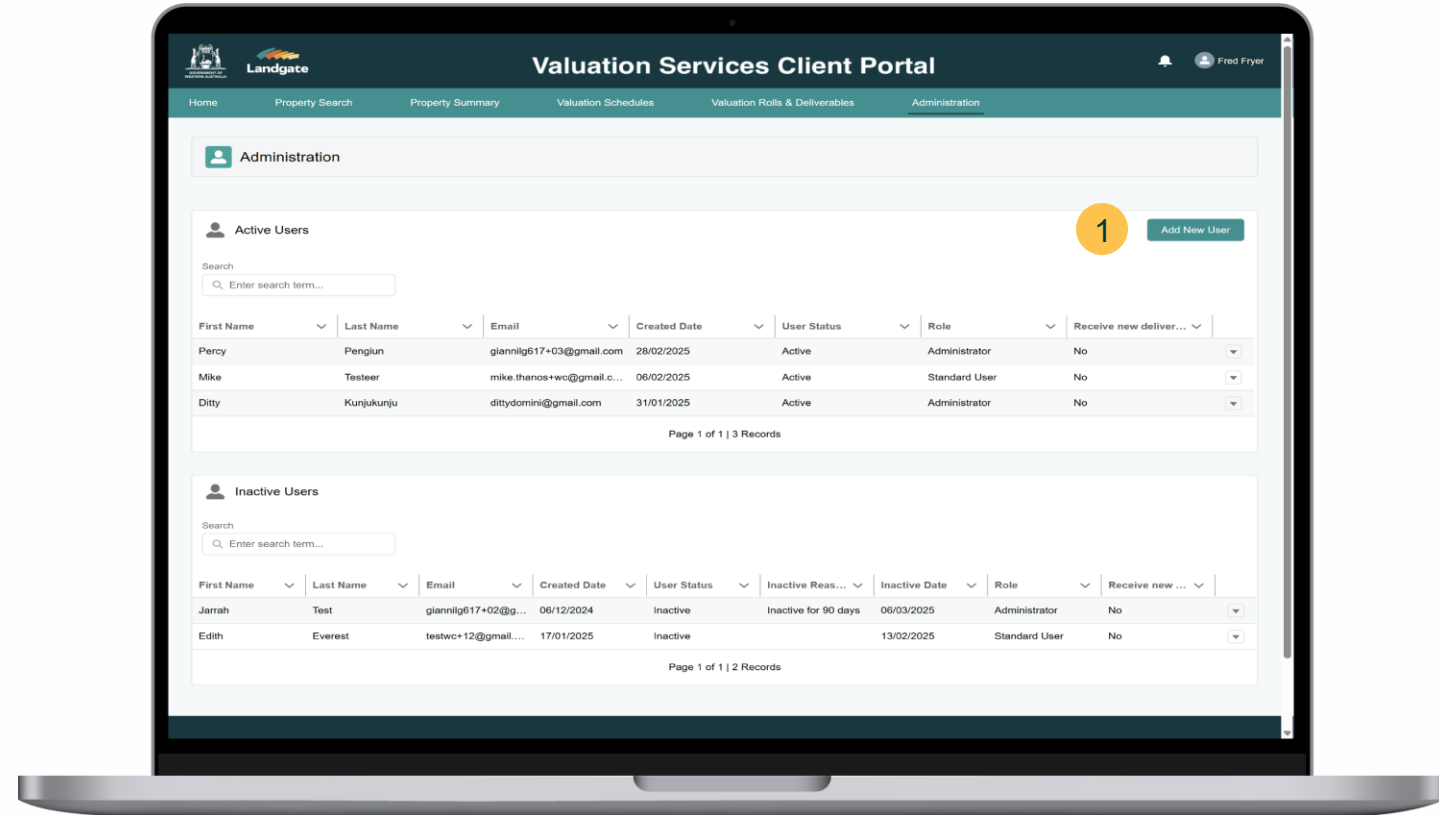 GOVERNMENT OF
WESTERN AUSTRALIA
Landgate
Valuation Services Client Portal
Fred Fryer
Home Property Search Property Summary Valuation Schedules Valuation Rolls & Deliverables Administration
Administration
Active Users
1
Add New User
Search
Enter search term...
First Name Last Name Email Created Date User Status Role Receive new deliver...
Percy Pengiun giannilg617+03@gmail.com 28/02/2025 Active Administrator No
Mike Testeer mike.thanos+wc@gmail.c... 06/02/2025 Active Standard User No
Ditty Kunjukunju dittydomini@gmail.com 31/01/2025 Active Administrator No
Page 1 of 1 | 3 Records
Inactive Users
Search
Enter search term...
First Name Last Name Email Created Date User Status Inactive Reas... Inactive Date Role Receive new ...
Jarrah Test giannilg617+02@g... 06/12/2024 Inactive Inactive for 90 days 06/03/2025 Administrator No
Edith Everest testwc+12@gmail.... 17/01/2025 Inactive 13/02/2025 Standard User No
Page 1 of 1 | 2 Records